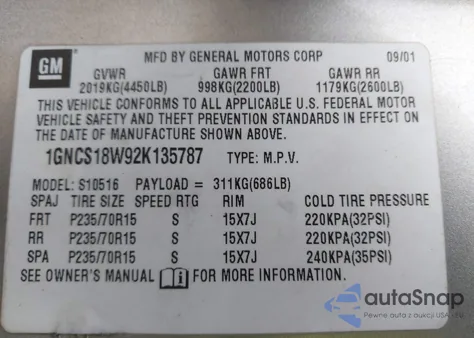 GM
MFD BY GENERAL MOTORS CORP 09/01
GVWR GAWR FRT GAWR RR
2019KG(4450LB) 998KG(2200LB) 1179KG(2600LB)
THIS VEHICLE CONFORMS TO ALL APPLICABLE U.S. FEDERAL MOTOR
VEHICLE SAFETY AND THEFT PREVENTION STANDARDS IN EFFECT ON
THE DATE OF MANUFACTURE SHOWN ABOVE.
1GNCS18W92K135787 TYPE: M.P.V.
MODEL: S10516 PAYLOAD = 311KG(686LB)
SPAJ TIRE SIZE SPEED RTG RIM COLD TIRE PRESSURE
FRT P235/70R15 S 15X7J 220KPA(32PSI)
RR P235/70R15 S 15X7J 220KPA(32PSI)
SPA P235/70R15 S 15X7J 240KPA(35PSI)
SEE OWNER'S MANUAL FOR MORE INFORMATION.
autoSnap
Pewne auta z aukcji USA